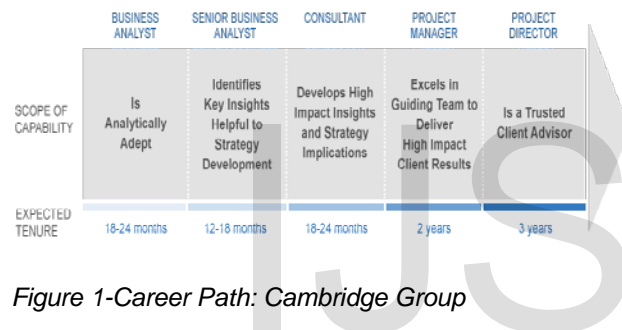 BUSINESS ANALYST
SENIOR BUSINESS ANALYST
CONSULTANT
PROJECT MANAGER
PROJECT DIRECTOR
SCOPE OF CAPABILITY
Is
Analytically
Adept
Identifies
Key Insights
Helpful to
Strategy
Development
Develops High
Impact Insights
and Strategy
Implications
Excels in
Guiding Team to
Deliver
High Impact
Client Results
Is a Trusted
Client Advisor
EXPECTED
TENURE
18-24 months
12-18 months
18-24 months
2 years
3 years
Figure 1-Career Path: Cambridge Group
IJS